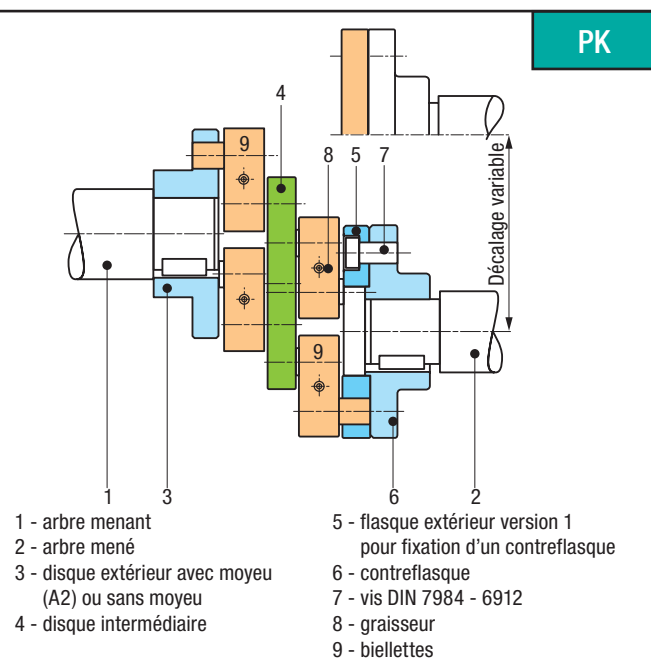 PK
4
9
8
5
7
Décalage variable
9
1
3
6
2
1 - arbre menant
2 - arbre mené
3 - disque extérieur avec moyeu
(A2) ou sans moyeu
4 - disque intermédiaire
5 - flasque extérieur version 1
pour fixation d'un contreflasque
6 - contreflasque
7 - vis DIN 7984 - 6912
8 - graisseur
9 - biellettes